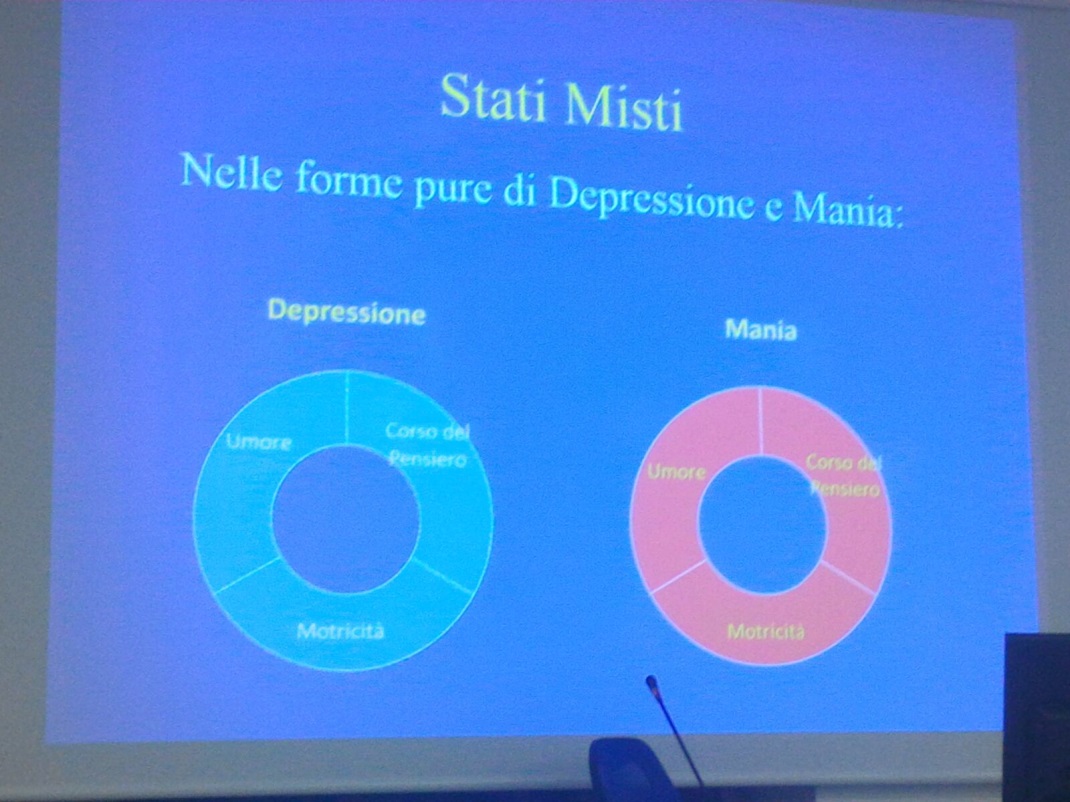 Stati Misti
Nelle forme pure di Depressione e Mania:
Depressione
Umore
Corso del
Pensiero
Motricità
Mania
Umore
Corso del
Pensiero
Motricità